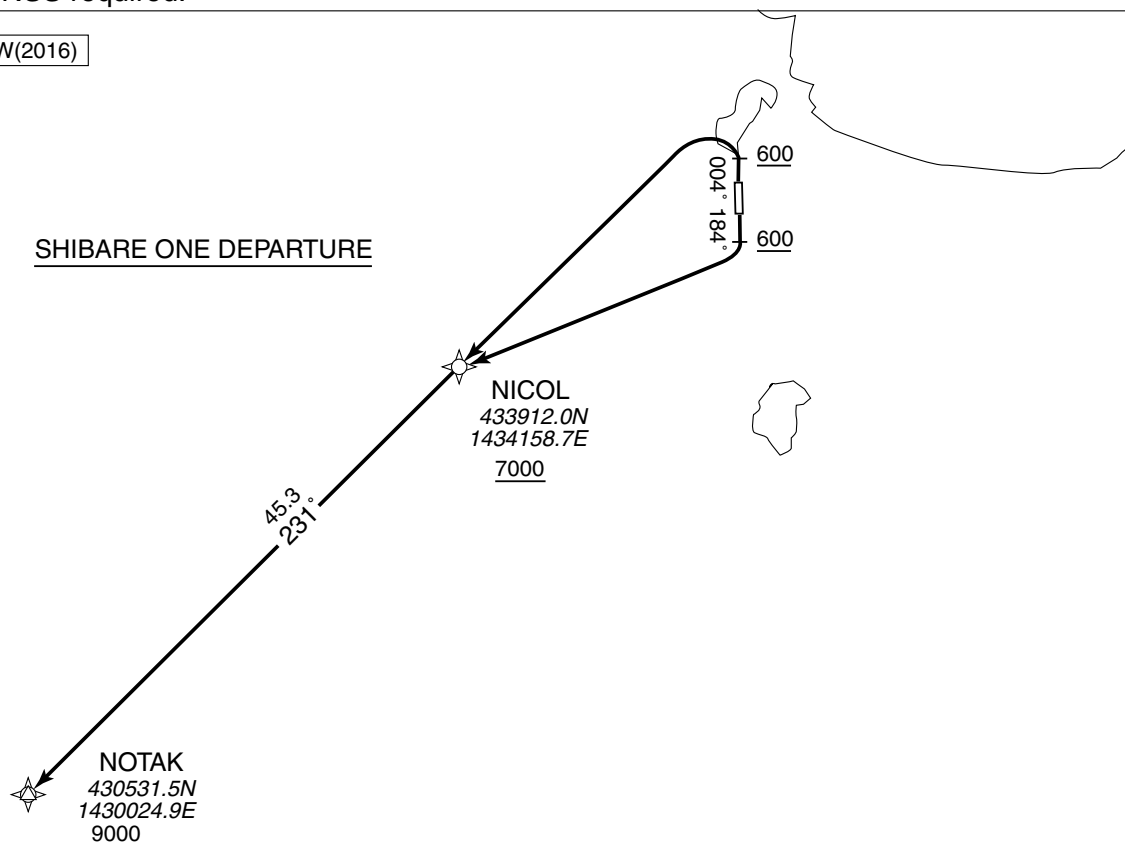 required.
W(2016)
600
004° 184°
600
SHIBARE ONE DEPARTURE
NICOL
433912.0N
1434158.7E
7000
45.3
231°
NOTAK
430531.5N
1430024.9E
9000